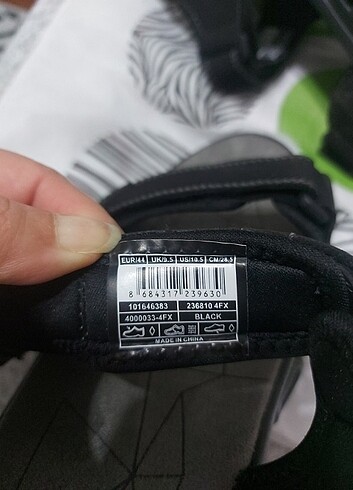 EUR/44 UK/9.5 US/10.5 CM/28.5
8 684317 239630
101646383 236810 4FX
4000033-4FX BLACK
MADE IN CHINA